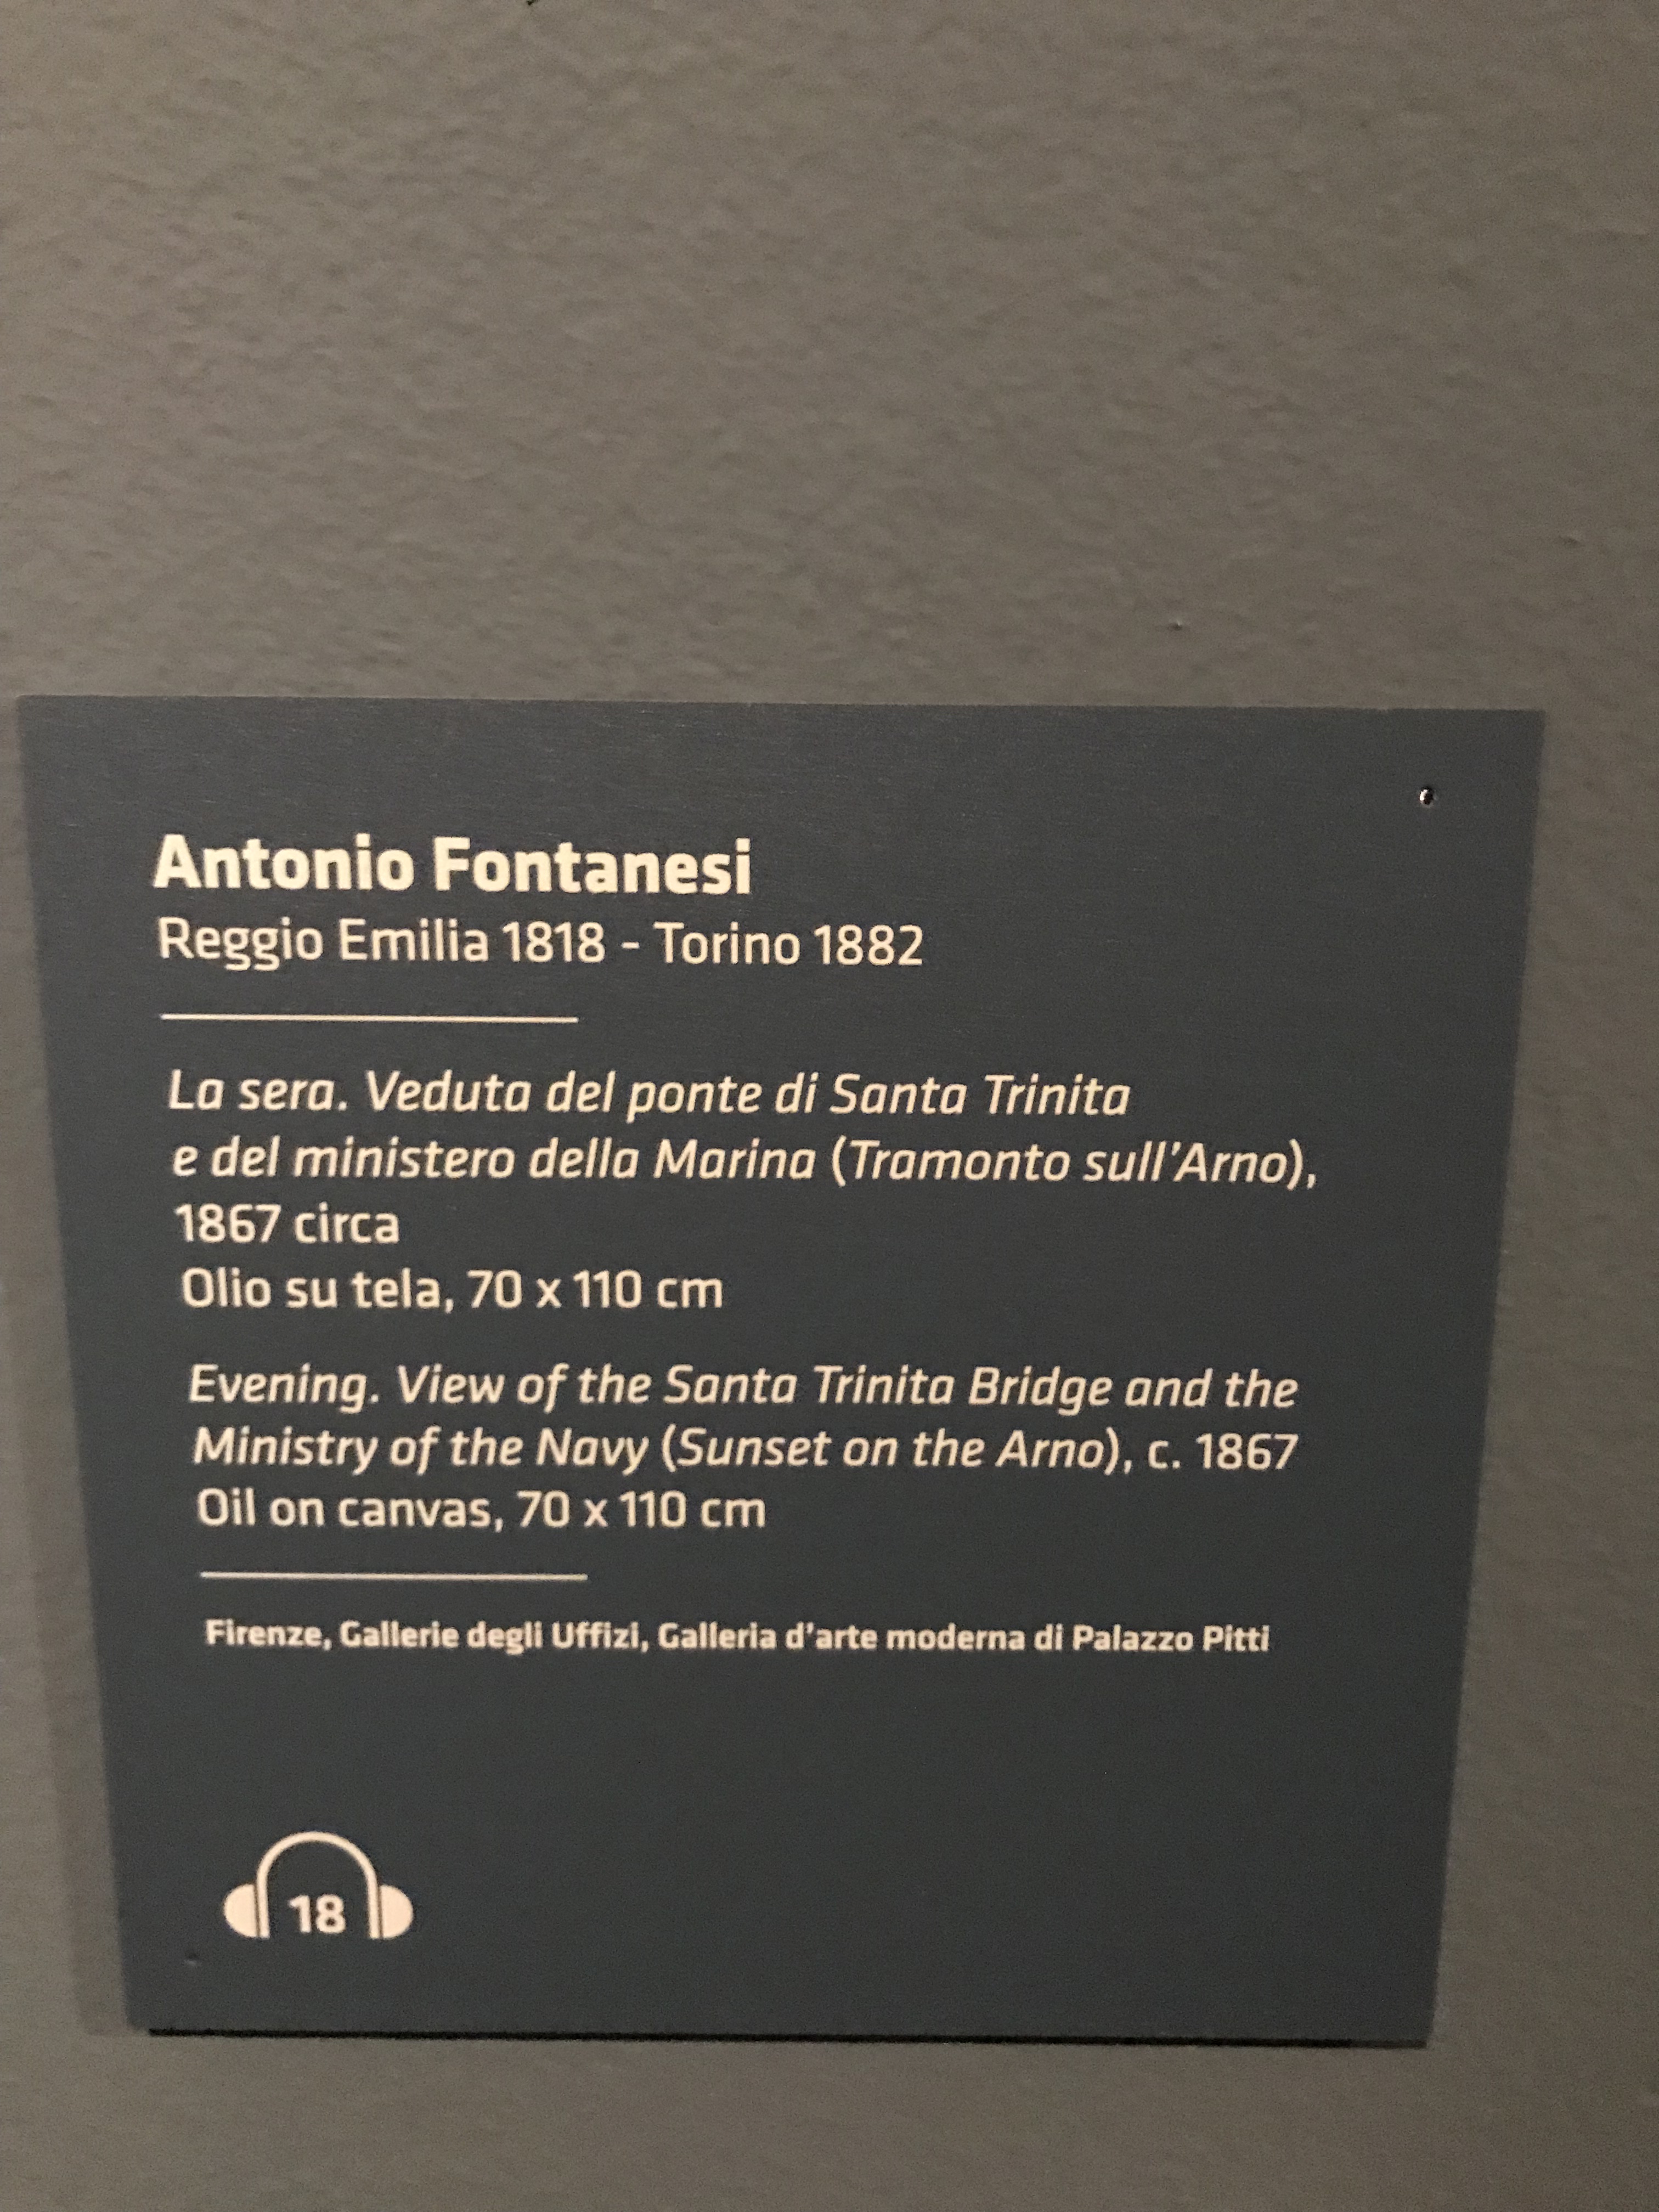 Antonio Fontanesi
Reggio Emilia 1818 - Torino 1882
La sera. Veduta del ponte di Santa Trinita
e del ministero della Marina (Tramonto sull'Arno),
1867 circa
Olio su tela, 70 x 110 cm
Evening. View of the Santa Trinita Bridge and the
Ministry of the Navy (Sunset on the Arno), c. 1867
Oil on canvas, 70 x 110 cm
Firenze, Gallerie degli Uffizi, Galleria d'arte moderna di Palazzo Pitti
18